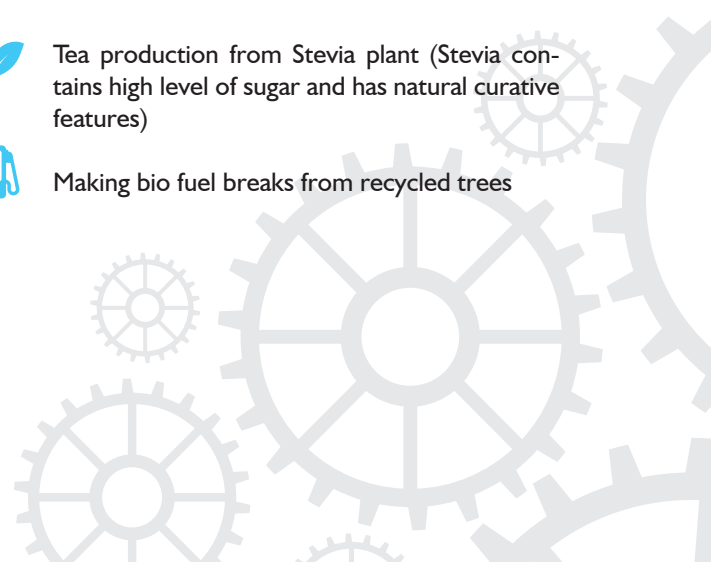 Tea production from Stevia plant (Stevia con-
tains high level of sugar and has natural curative
features)
Making bio fuel breaks from recycled trees